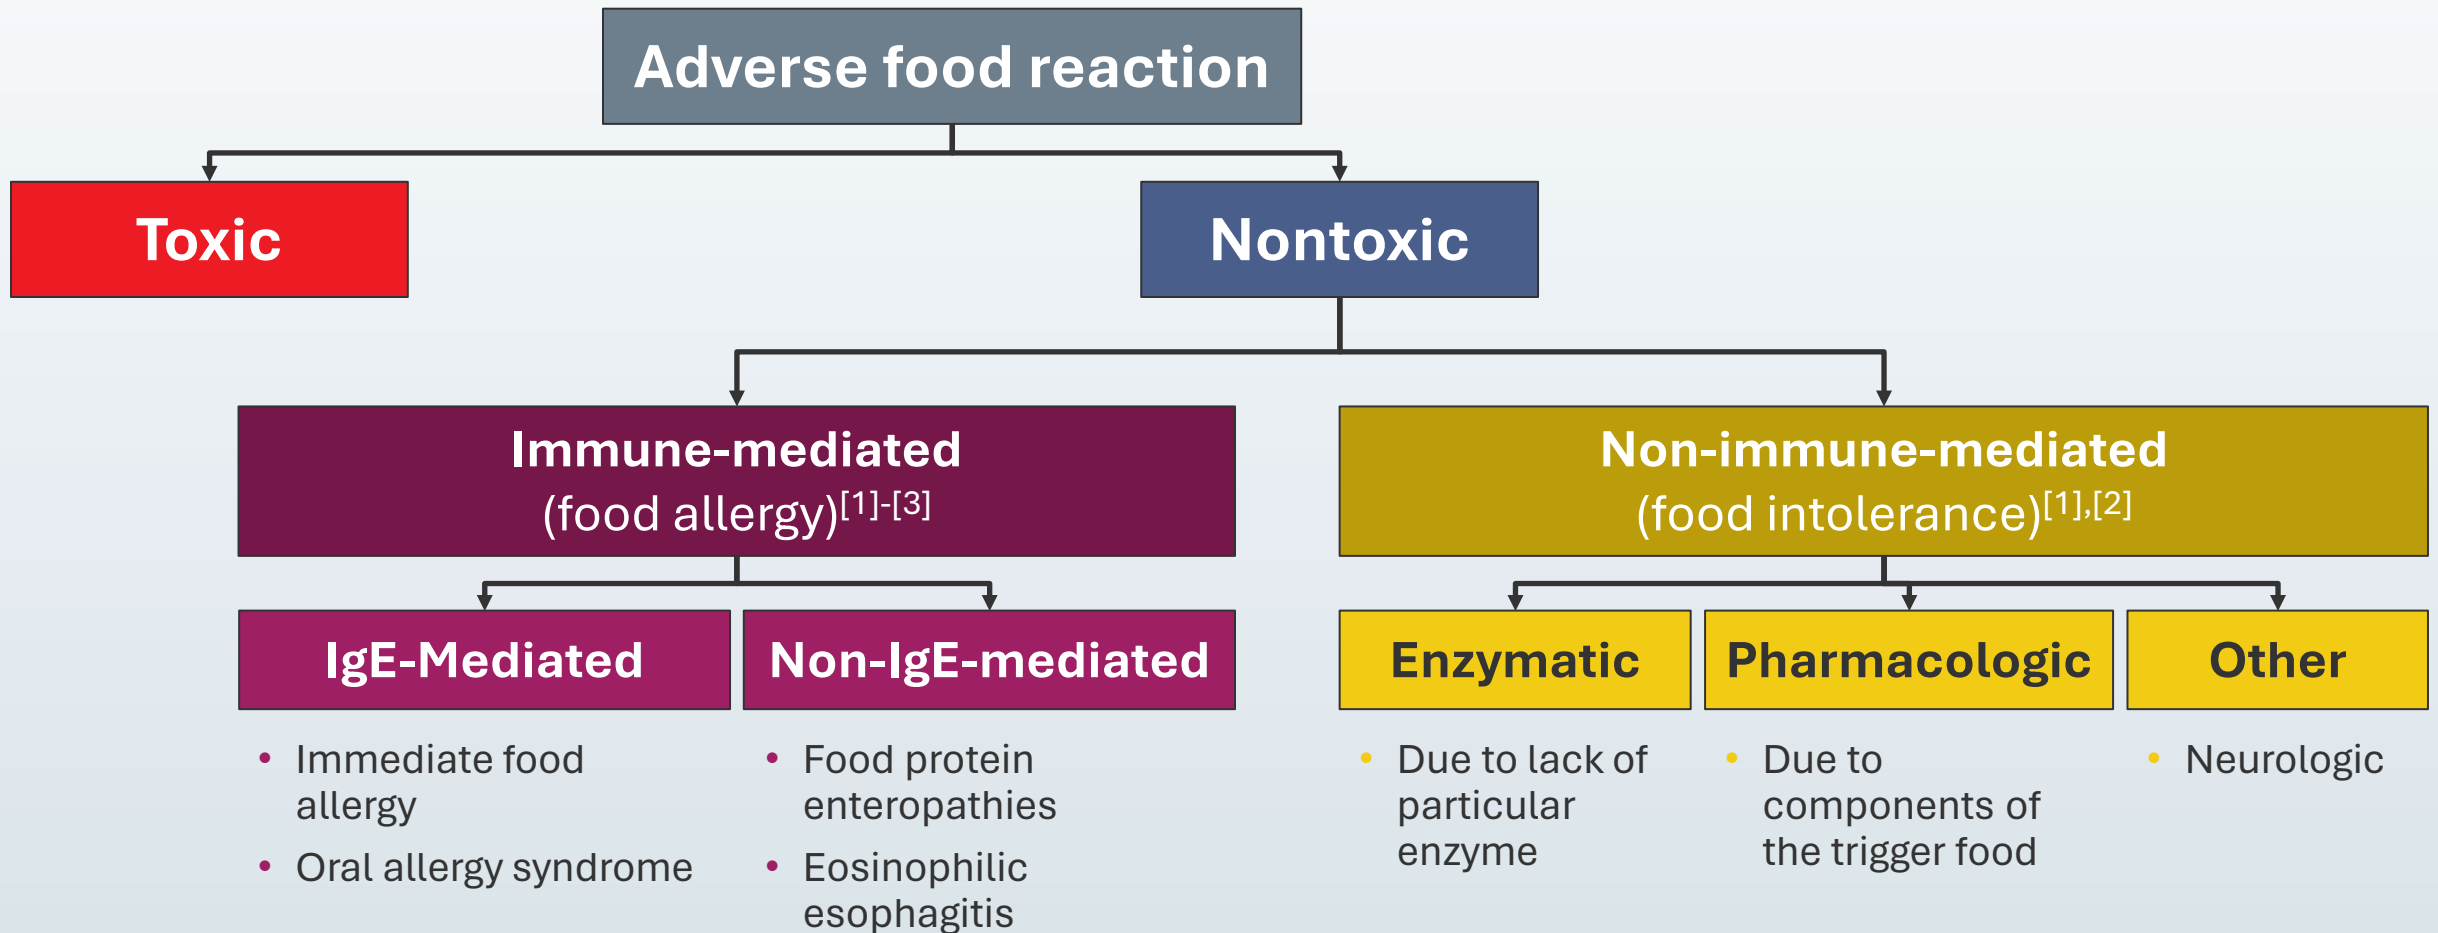 Adverse food reaction
Toxic
Nontoxic
Immune-mediated
(food allergy)[1]-[3]
Non-immune-mediated
(food intolerance)[1],[2]
IgE-Mediated
Non-IgE-mediated
Enzymatic
Pharmacologic
Other
• Immediate food
allergy
• Oral allergy syndrome
• Food protein
enteropathies
• Eosinophilic
esophagitis
• Due to lack of
particular
enzyme
• Due to
components of
the trigger food
• Neurologic